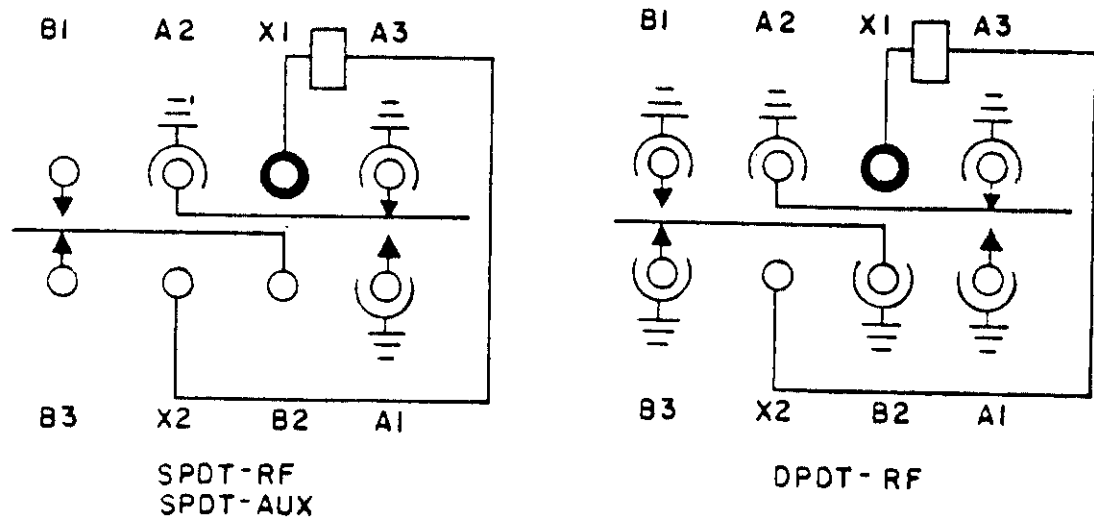 B1 A2 X1 A3
B3 X2 B2 A1
SPDT-RF
SPDT-AUX
B1 A2 X1 A3
B3 X2 B2 A1
DPDT-RF